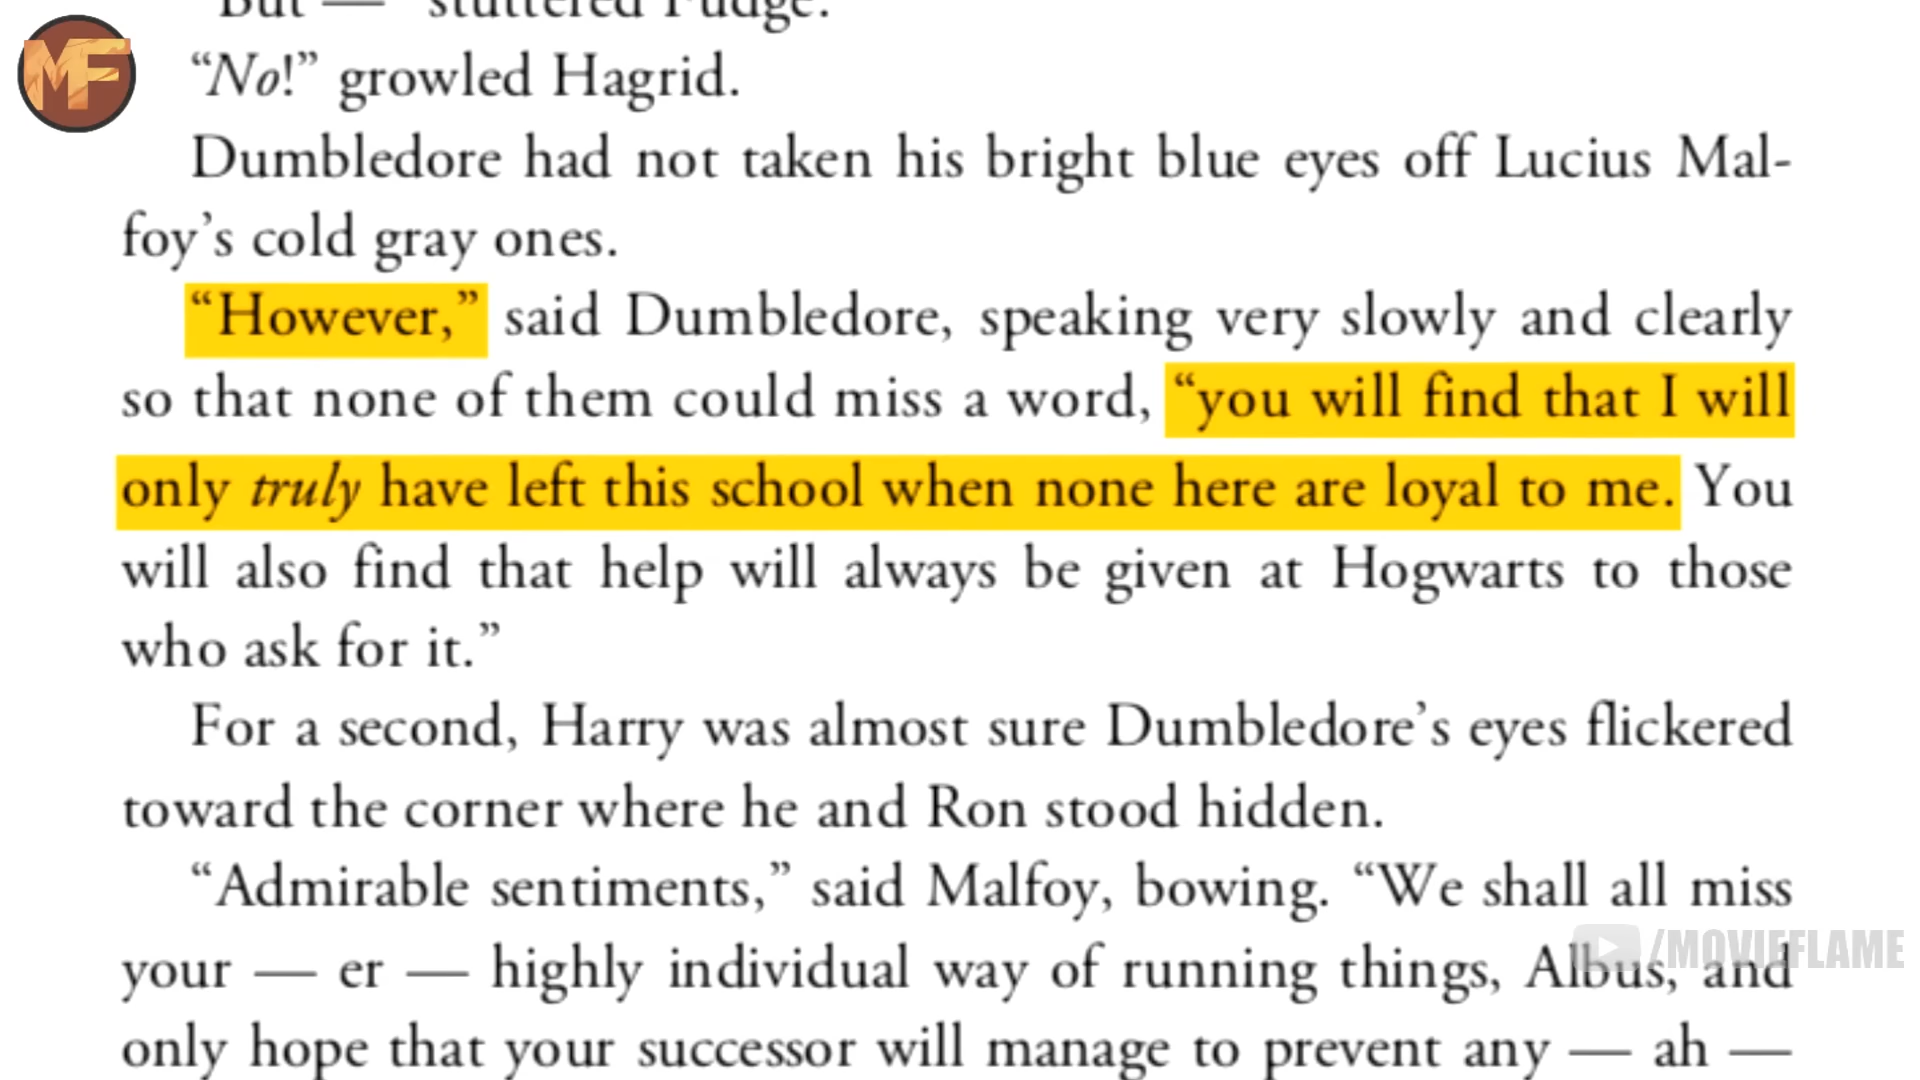 MF
"But — " stuttered Fudge.
“No!” growled Hagrid.
Dumbledore had not taken his bright blue eyes off Lucius Mal-
foy’s cold gray ones.
“However,” said Dumbledore, speaking very slowly and clearly
so that none of them could miss a word, “you will find that I will
only truly have left this school when none here are loyal to me. You
will also find that help will always be given at Hogwarts to those
who ask for it.”
For a second, Harry was almost sure Dumbledore’s eyes flickered
toward the corner where he and Ron stood hidden.
“Admirable sentiments,” said Malfoy, bowing. “We shall all miss
your — er — highly individual way of running things, Albus, and
only hope that your successor will manage to prevent any — ah —
/MOVIEFLAME